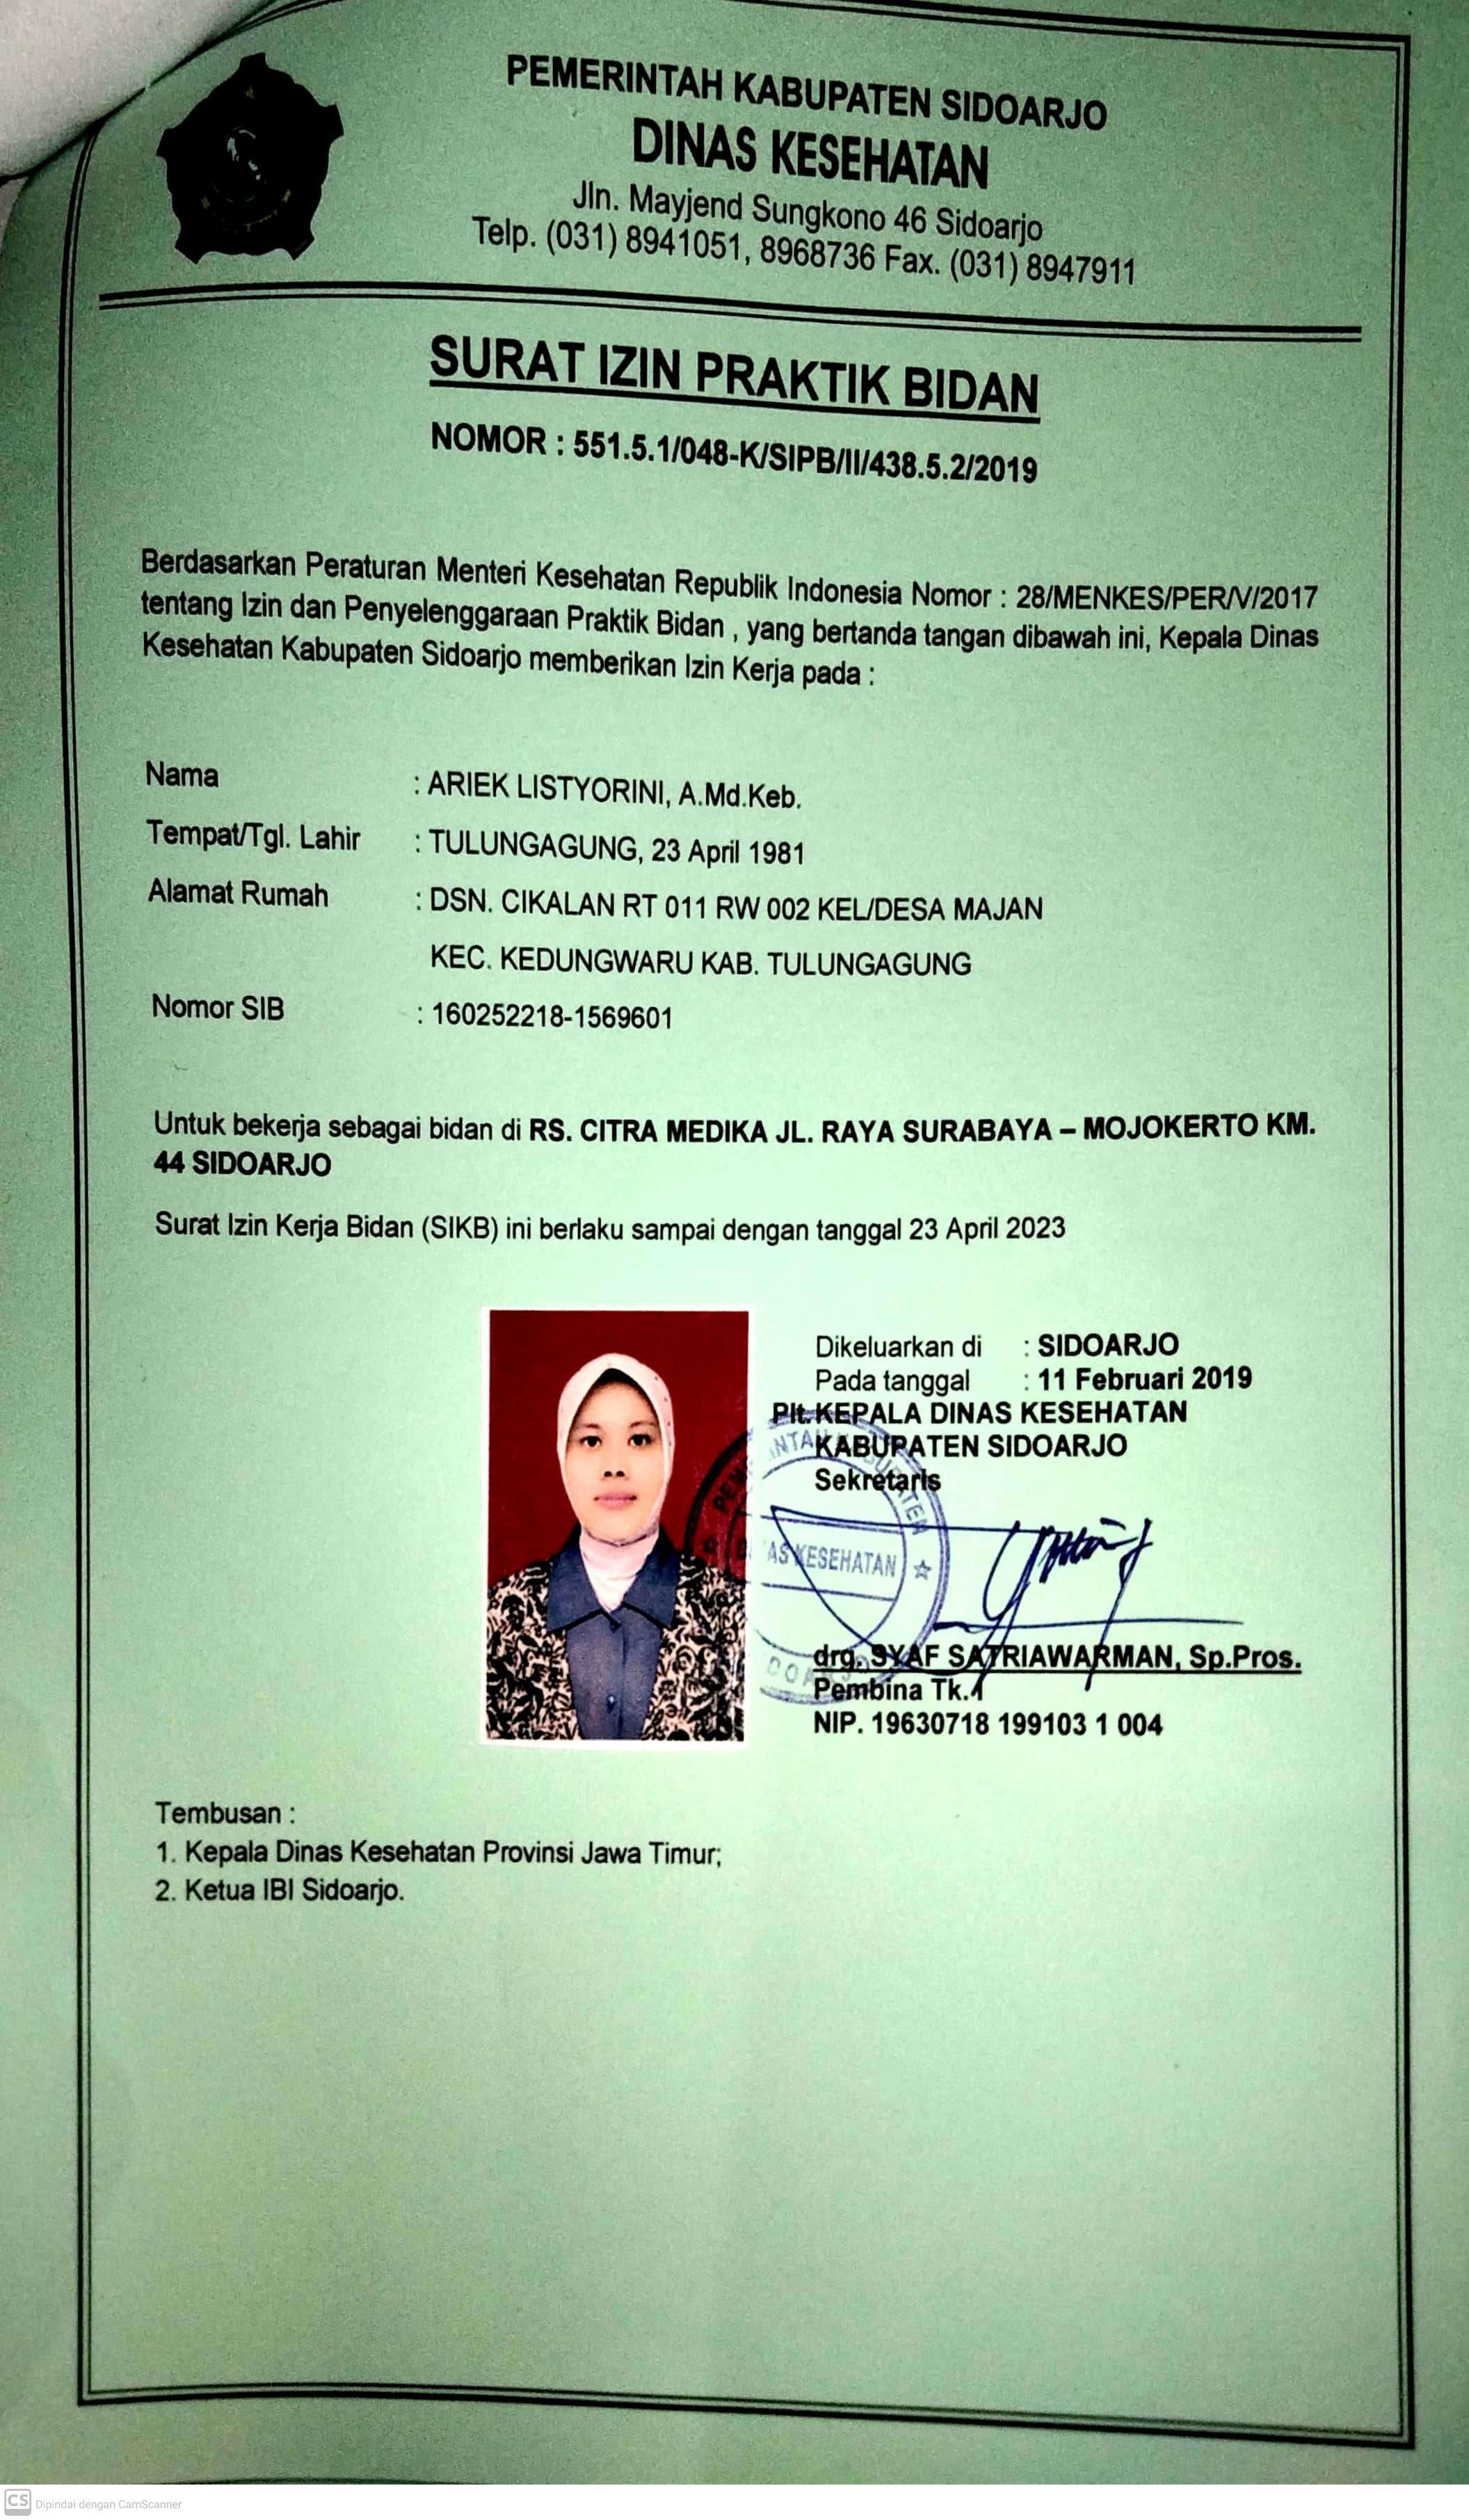 PEMERINTAH KABUPATEN SIDOARJO
DINAS KESEHATAN
Jln. Mayjend Sungkono 46 Sidoarjo
Telp. (031) 8941051, 8968736 Fax. (031) 8947911
SURAT IZIN PRAKTIK BIDAN
NOMOR : 551.5.1/048-K/SIPB/II/438.5.2/2019
Berdasarkan Peraturan Menteri Kesehatan Republik Indonesia Nomor : 28/MENKES/PER/V/2017
tentang Izin dan Penyelenggaraan Praktik Bidan , yang bertanda tangan dibawah ini, Kepala Dinas
Kesehatan Kabupaten Sidoarjo memberikan Izin Kerja pada :
Nama : ARIEK LISTYORINI, A.Md.Keb.
Tempat/Tgl. Lahir : TULUNGAGUNG, 23 April 1981
Alamat Rumah : DSN. CIKALAN RT 011 RW 002 KEL/DESA MAJAN
KEC. KEDUNGWARU KAB. TULUNGAGUNG
Nomor SIB : 160252218-1569601
Untuk bekerja sebagai bidan di RS. CITRA MEDIKA JL. RAYA SURABAYA – MOJOKERTO KM.
44 SIDOARJO
Surat Izin Kerja Bidan (SIKB) ini berlaku sampai dengan tanggal 23 April 2023
Dikeluarkan di : SIDOARJO
Pada tanggal : 11 Februari 2019
Plt. KEPALA DINAS KESEHATAN
KABUPATEN SIDOARJO
Sekretaris
KESEHATAN
drg. SYAF SATRIAWARMAN, Sp.Pros.
Pembina Tk.1
NIP. 19630718 199103 1 004
Tembusan :
1. Kepala Dinas Kesehatan Provinsi Jawa Timur;
2. Ketua IBI Sidoarjo.
CS Dipindai dengan CamScanner